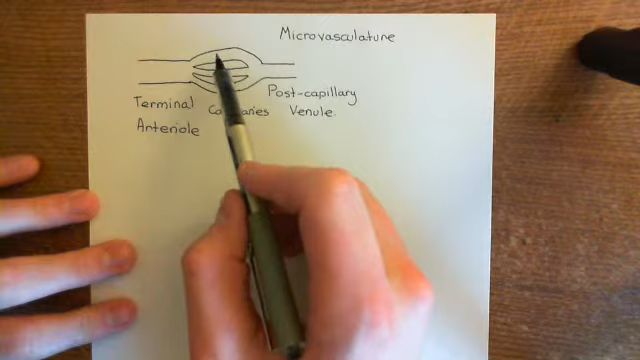 Microvasculature
Post-capillary
Terminal
Venule
Arteriole